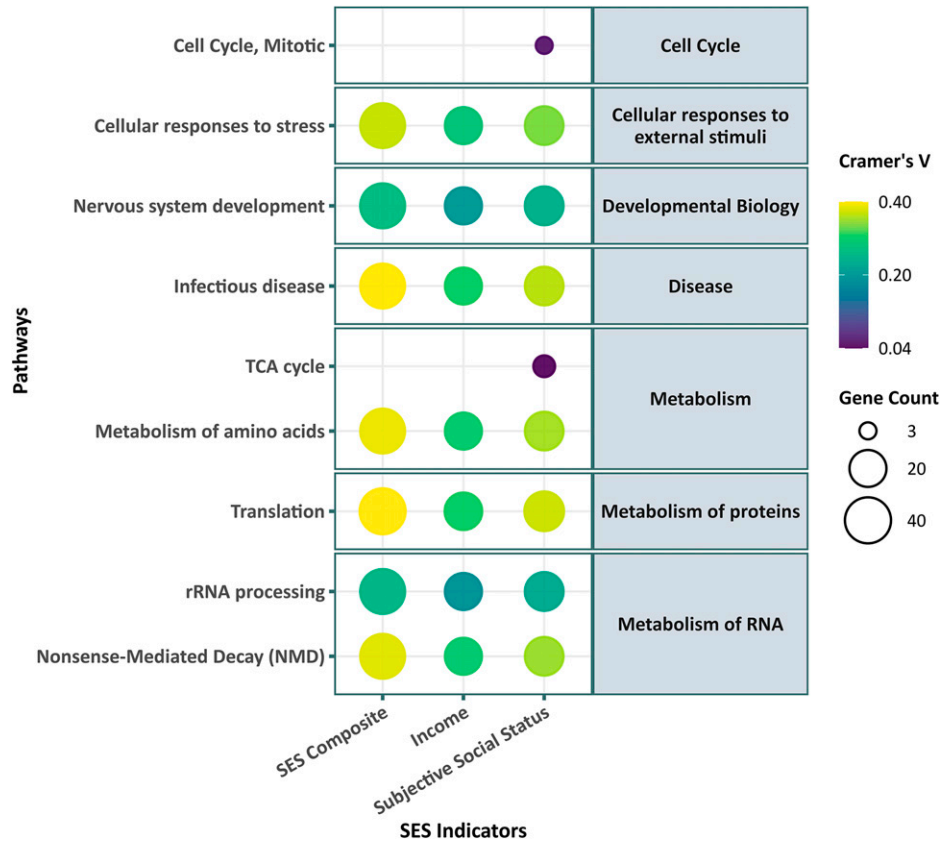 Cell Cycle, Mitotic
Cell Cycle
Cellular responses to stress
Cellular responses to
external stimuli
Nervous system development
Developmental Biology
Infectious disease
Disease
TCA cycle
Metabolism of amino acids
Metabolism
Translation
Metabolism of proteins
rRNA processing
Nonsense-Mediated Decay (NMD)
Metabolism of RNA
Pathways
SES Composite
Income
Subjective Social Status
SES Indicators
Cramer's V
0.40
0.20
0.04
Gene Count
3
20
40